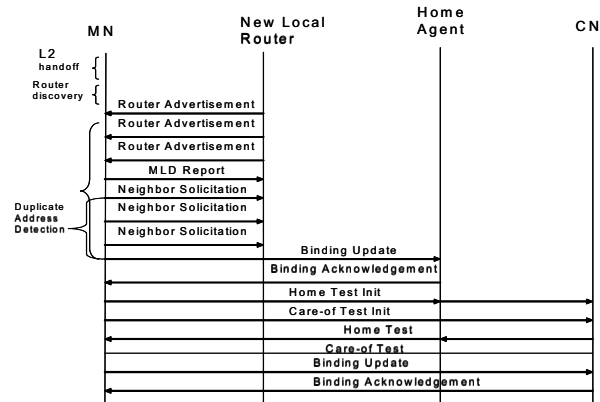 MN
New Local
Router
Home
Agent
CN
L2
handoff
Router
discovery
Router Advertisement
Router Advertisement
Router Advertisement
MLD Report
Neighbor Solicitation
Neighbor Solicitation
Neighbor Solicitation
Duplicate
Address
Detection
Binding Update
Binding Acknowledgement
Home Test Init
Care-of Test Init
Home Test
Care-of Test
Binding Update
Binding Acknowledgement